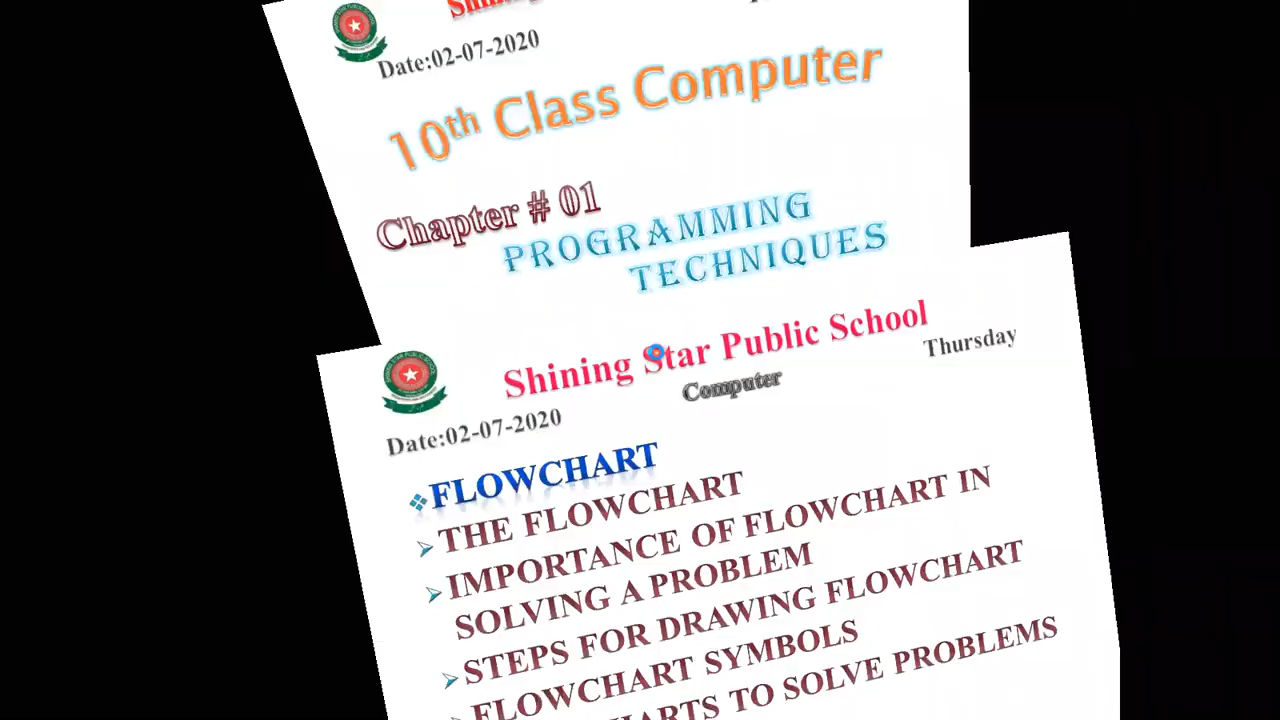 Shining
Date:02-07-2020
10th Class Computer
Chapter # 01
PROGRAMMING
TECHNIQUES
Shining Star Public School
Thursday
Computer
Date:02-07-2020
FLOWCHART
THE FLOWCHART
IMPORTANCE OF FLOWCHART IN
SOLVING A PROBLEM
STEPS FOR DRAWING FLOWCHART
FLOWCHART SYMBOLS
TO SOLVE PROBLEMS